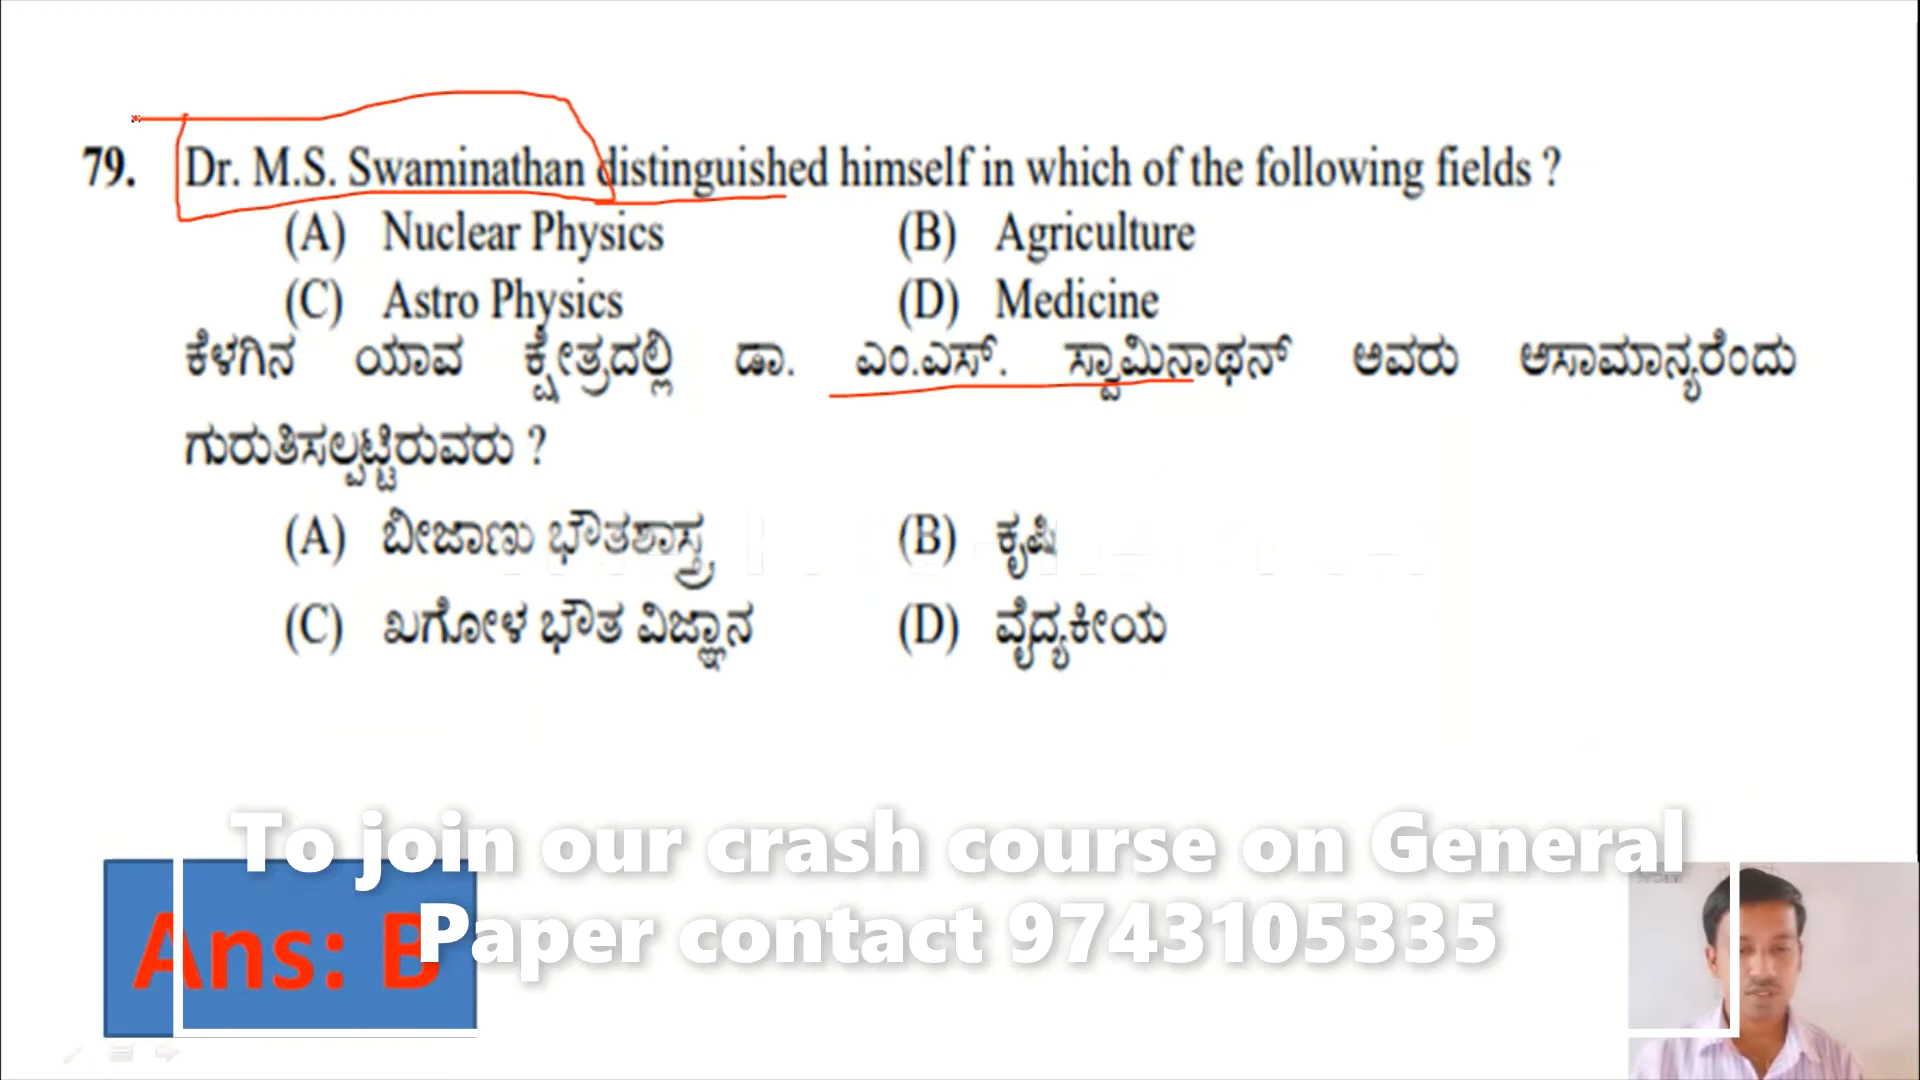 79. Dr. M.S. Swaminathan distinguished himself in which of the following fields ?
(A) Nuclear Physics (B) Agriculture
(C) Astro Physics (D) Medicine
ಕೆಳಗಿನ ಯಾವ ಕ್ಷೇತ್ರದಲ್ಲಿ ಡಾ. ಎಂ.ಎಸ್. ಸ್ವಾಮಿನಾಥನ್ ಅವರು ಅಸಾಮಾನ್ಯರೆಂದು
ಗುರುತಿಸಲ್ಪಟ್ಟಿರುವರು ?
(A) ಬೀಜಾಣು ಭೌತಶಾಸ್ತ್ರ (B) ಕೃಷಿ
(C) ಖಗೋಳ ಭೌತ ವಿಜ್ಞಾನ (D) ವೈದ್ಯಕೀಯ
To join our crash course on General
Paper contact 9743105335
Ans: B